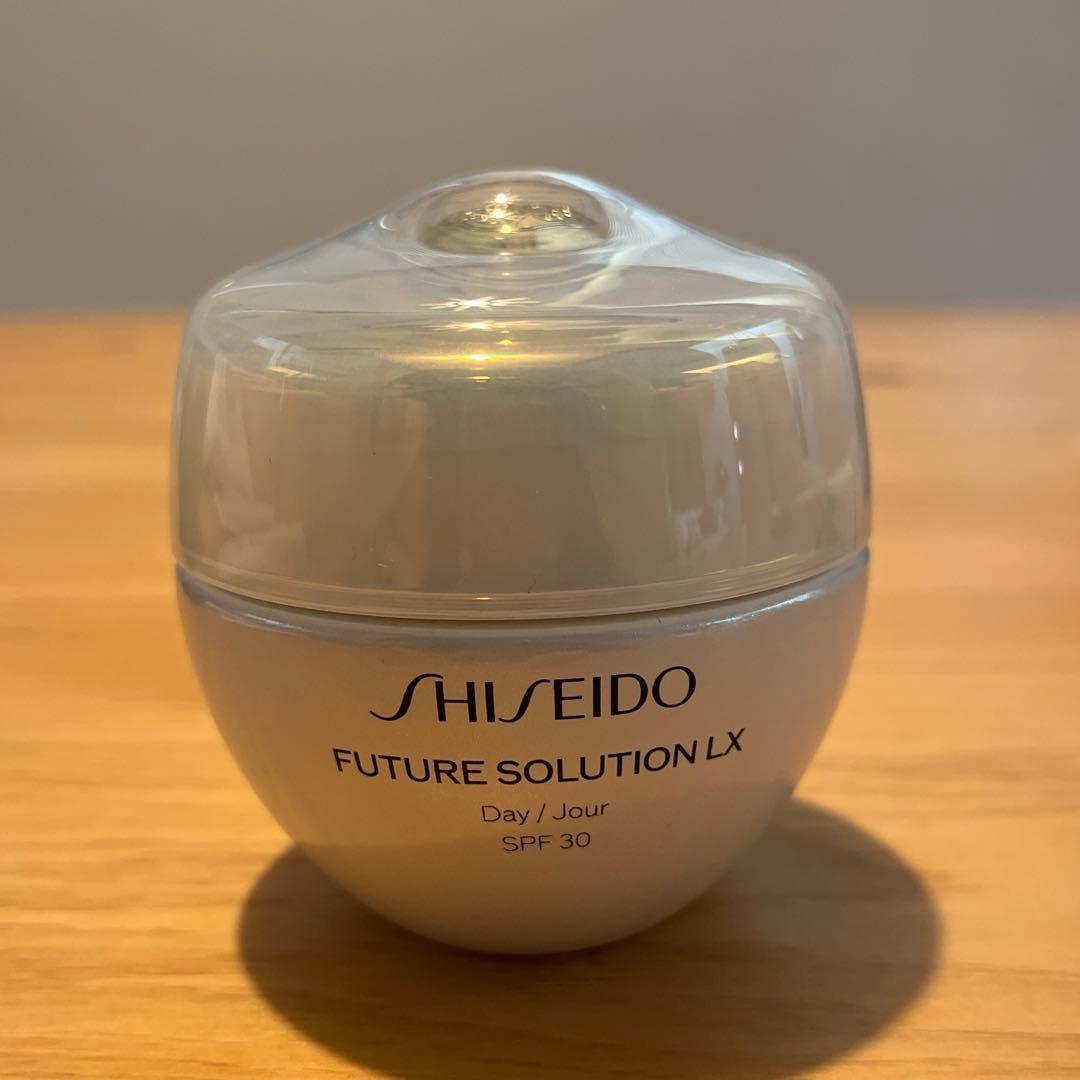 SHISEIDO
FUTURE SOLUTION LX
Day / Jour
SPF 30